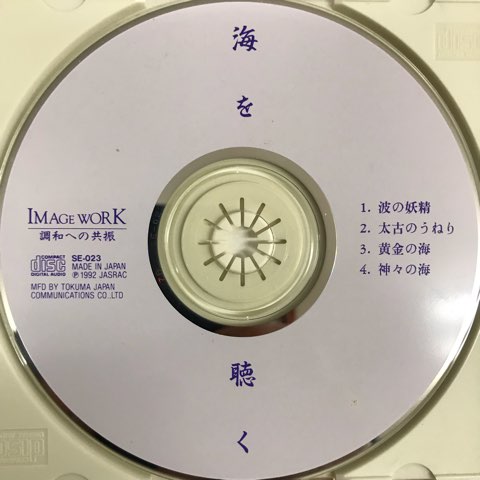 海を聴く
IMAGE WORK
調和への共振
COMPACT
disc
DIGITAL AUDIO
SE-023
MADE IN JAPAN
Ⓟ1992 JASRAC
MFD BY TOKUMA JAPAN
COMMUNICATIONS CO.,LTD
1. 波の妖精
2. 太古のうねり
3. 黄金の海
4. 神々の海